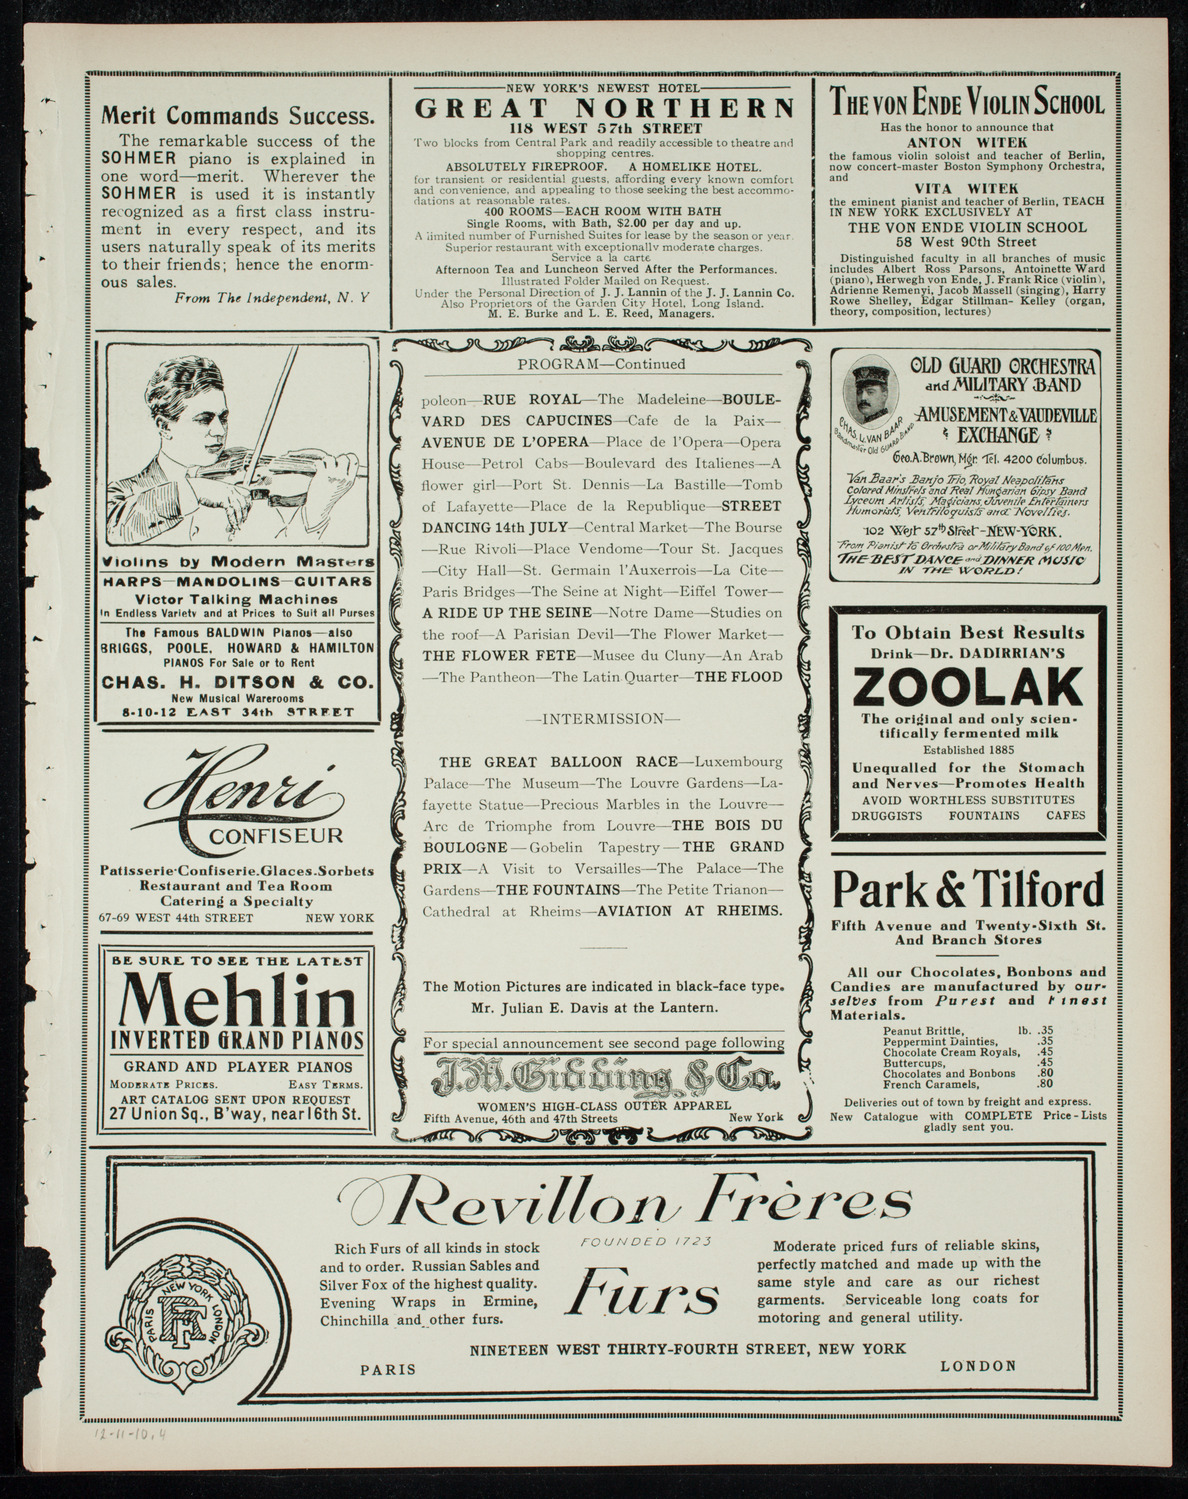 Merit Commands Success.
The remarkable success of the
SOHMER piano is explained in
one word—merit. Wherever the
SOHMER is used it is instantly
recognized as a first class instru-
ment in every respect, and its
users naturally speak of its merits
to their friends; hence the enorm-
ous sales.
From The Independent, N. Y
NEW YORK'S NEWEST HOTEL
GREAT NORTHERN
118 WEST 57th STREET
Two blocks from Central Park and readily accessible to theatre and
shopping centres.
ABSOLUTELY FIREPROOF. A HOMELIKE HOTEL.
for transient or residential guests, affording every known comfort
and convenience, and appealing to those seeking the best accommo-
dations at reasonable rates.
400 ROOMS—EACH ROOM WITH BATH
Single Rooms, with Bath, $2.00 per day and up.
A limited number of Furnished Suites for lease by the season or year.
Superior restaurant with exceptionally moderate charges.
Service a la carte
Afternoon Tea and Luncheon Served After the Performances.
Illustrated Folder Mailed on Request.
Under the Personal Direction of J. J. Lannin of the J. J. Lannin Co.
Also Proprietors of the Garden City Hotel, Long Island.
M. E. Burke and L. E. Reed, Managers.
THE VON ENDE VIOLIN SCHOOL
Has the honor to announce that
ANTON WITEK
the famous violin soloist and teacher of Berlin,
now concert-master Boston Symphony Orchestra,
and
VITA WITEK
the eminent pianist and teacher of Berlin, TEACH
IN NEW YORK EXCLUSIVELY AT
THE VON ENDE VIOLIN SCHOOL
58 West 90th Street
Distinguished faculty in all branches of music
includes Albert Ross Parsons, Antoinette Ward
(piano), Herwegh von Ende, J. Frank Rice (violin),
Adrienne Remenyi, Jacob Massell (singing), Harry
Rowe Shelley, Edgar Stillman- Kelley (organ,
theory, composition, lectures)
Violins by Modern Masters
HARPS—MANDOLINS—GUITARS
Victor Talking Machines
In Endless Variety and at Prices to Suit all Purses
The Famous BALDWIN Pianos—also
BRIGGS, POOLE, HOWARD & HAMILTON
PIANOS For Sale or to Rent
CHAS. H. DITSON & CO.
New Musical Warerooms
8-10-12 EAST 34th STREET
Henri
CONFISEUR
Patisserie-Confiserie.Glaces.Sorbets
Restaurant and Tea Room
Catering a Specialty
67-69 WEST 44th STREET NEW YORK
BE SURE TO SEE THE LATEST
Mehlin
INVERTED GRAND PIANOS
GRAND AND PLAYER PIANOS
MODERATE PRICES. EASY TERMS.
ART CATALOG SENT UPON REQUEST
27 Union Sq., B'way, near 16th St.
PROGRAM—Continued
poleon—RUE ROYAL—The Madeleine—BOULE-
VARD DES CAPUCINES—Cafe de la Paix—
AVENUE DE L'OPERA—Place de l'Opera—Opera
House—Petrol Cabs—Boulevard des Italienes—A
flower girl—Port St. Dennis—La Bastille—Tomb
of Lafayette—Place de la Republique—STREET
DANCING 14th JULY—Central Market—The Bourse
—Rue Rivoli—Place Vendome—Tour St. Jacques
—City Hall—St. Germain l'Auxerrois—La Cite—
Paris Bridges—The Seine at Night—Eiffel Tower—
A RIDE UP THE SEINE—Notre Dame—Studies on
the roof—A Parisian Devil—The Flower Market—
THE FLOWER FETE—Musee du Cluny—An Arab
—The Pantheon—The Latin Quarter—THE FLOOD
—INTERMISSION—
THE GREAT BALLOON RACE—Luxembourg
Palace—The Museum—The Louvre Gardens—La-
fayette Statue—Precious Marbles in the Louvre—
Arc de Triomphe from Louvre—THE BOIS DU
BOULOGNE—Gobelin Tapestry—THE GRAND
PRIX—A Visit to Versailles—The Palace—The
Gardens—THE FOUNTAINS—The Petite Trianon—
Cathedral at Rheims—AVIATION AT RHEIMS.
The Motion Pictures are indicated in black-face type.
Mr. Julian E. Davis at the Lantern.
For special announcement see second page following
J. M. Gidding & Co.
WOMEN'S HIGH-CLASS OUTER APPAREL
Fifth Avenue, 46th and 47th Streets New York
OLD GUARD ORCHESTRA
and MILITARY BAND
AMUSEMENT & VAUDEVILLE
EXCHANGE
CHAS. L. VAN BAAR
Bandmaster Old Guard Band
Geo. A. Brown, Mgr. Tel. 4200 Columbus.
Van Baar's Banjo Trio, Royal Neapolitans
Colored Minstrels and Real Hungarian Gipsy Band
Lyceum Artists, Magicians, Juvenile Entertainers
Humorists, Ventriloquists and Novelties.
102 West 57th Street-NEW-YORK.
"From Pianist to Orchestra or Military Band of 100 Men.
THE BEST DANCE and DINNER MUSIC
IN THE WORLD!
To Obtain Best Results
Drink—Dr. DADIRRIAN'S
ZOOLAK
The original and only scien-
tifically fermented milk
Established 1885
Unequalled for the Stomach
and Nerves—Promotes Health
AVOID WORTHLESS SUBSTITUTES
DRUGGISTS FOUNTAINS CAFES
Park & Tilford
Fifth Avenue and Twenty-Sixth St.
And Branch Stores
All our Chocolates, Bonbons and
Candies are manufactured by our-
selves from Purest and Finest
Materials.
Peanut Brittle, lb. .35
Peppermint Dainties, .35
Chocolate Cream Royals, .45
Buttercups, .45
Chocolates and Bonbons .80
French Caramels, .80
Deliveries out of town by freight and express.
New Catalogue with COMPLETE Price-Lists
gladly sent you.
Revillon Frères
FOUNDED 1723
Furs
Rich Furs of all kinds in stock
and to order. Russian Sables and
Silver Fox of the highest quality.
Evening Wraps in Ermine,
Chinchilla and other furs.
Moderate priced furs of reliable skins,
perfectly matched and made up with the
same style and care as our richest
garments. Serviceable long coats for
motoring and general utility.
NINETEEN WEST THIRTY-FOURTH STREET, NEW YORK
PARIS LONDON
PARIS NEW YORK LONDON
RF
12-11-10, 4